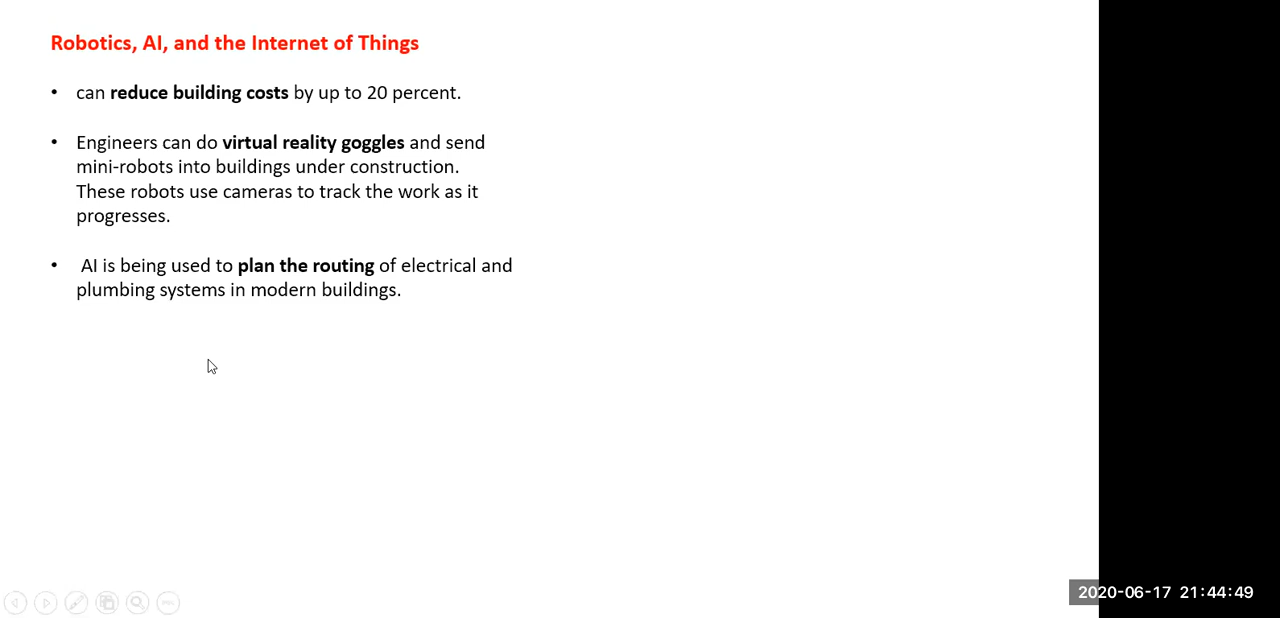 Robotics, AI, and the Internet of Things
• can reduce building costs by up to 20 percent.
• Engineers can do virtual reality goggles and send
mini-robots into buildings under construction.
These robots use cameras to track the work as it
progresses.
• AI is being used to plan the routing of electrical and
plumbing systems in modern buildings.
2020-06-17 21:44:49